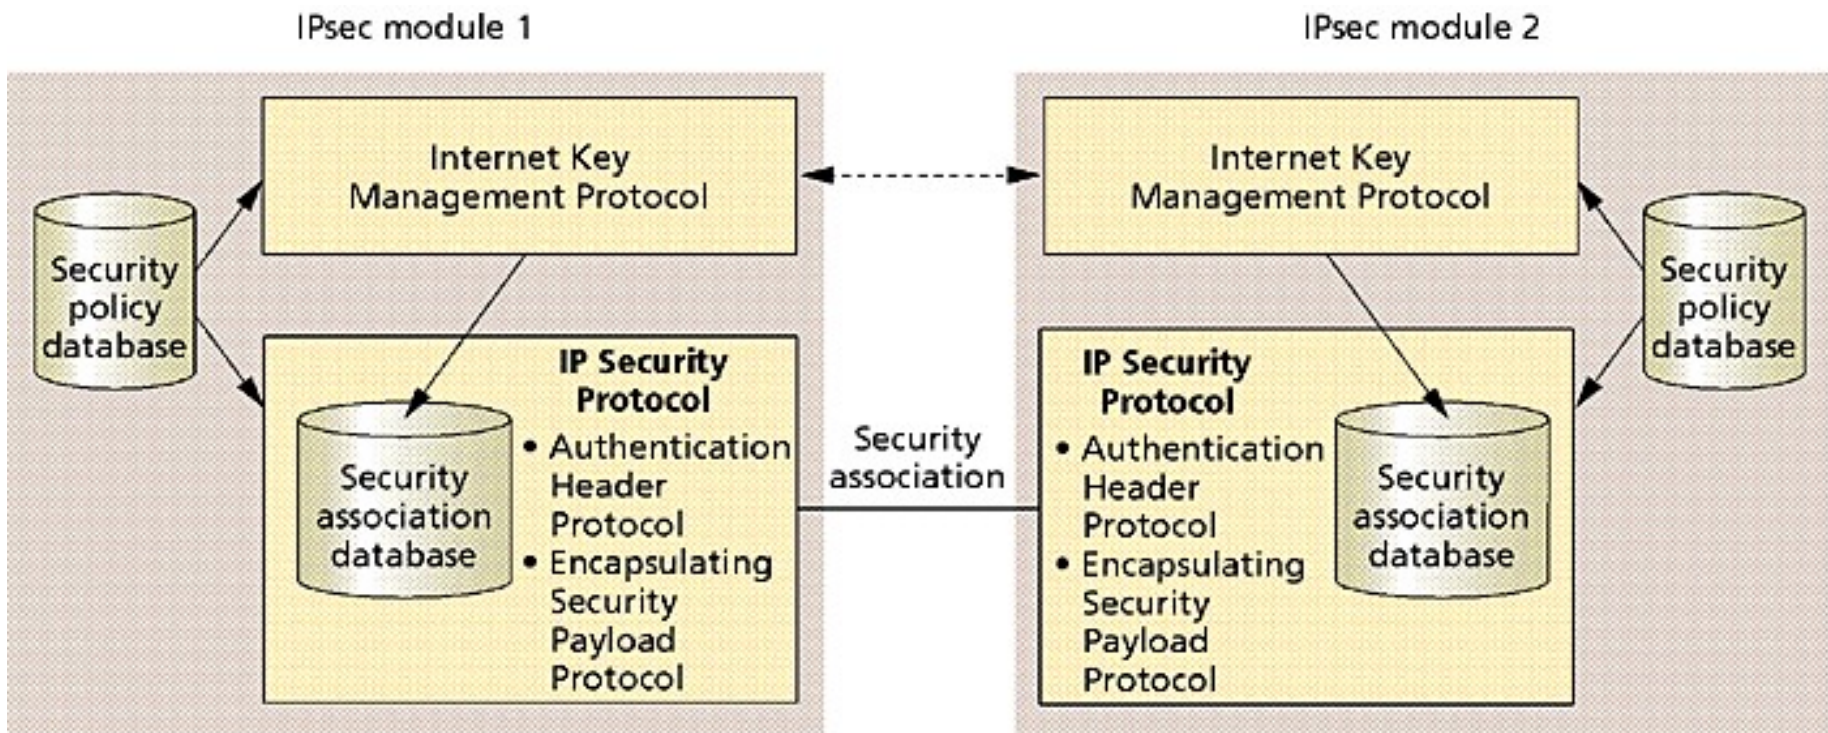 IPsec module 1
Internet Key
Management Protocol
Security
policy
database
IP Security
Protocol
• Authentication
Header
Protocol
• Encapsulating
Security
Payload
Protocol
Security
association
database
Security
association
IPsec module 2
Internet Key
Management Protocol
Security
policy
database
IP Security
Protocol
• Authentication
Header
Protocol
• Encapsulating
Security
Payload
Protocol
Security
association
database